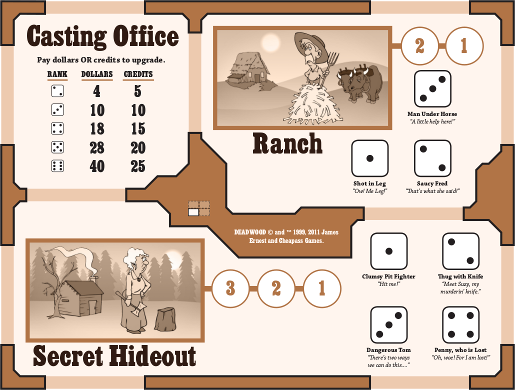 Casting Office
Pay dollars OR credits to upgrade.
RANK DOLLARS CREDITS
4 5
10 10
18 15
28 20
40 25
2 1
Man Under Horse
"A little help here!"
Ranch
Shot in Leg
"Ow! Me Leg!"
Saucy Fred
"That's what she said!"
DEADWOOD © and ™ 1999, 2011 James
Ernest and Cheapass Games.
3 2 1
Secret Hideout
Clumsy Pit Fighter
"Hit me!"
Thug with Knife
"Meet Suzy, my
murderin' knife."
Dangerous Tom
"There's two ways
we can do this..."
Penny, who is Lost
"Oh, woe! For I am lost!"